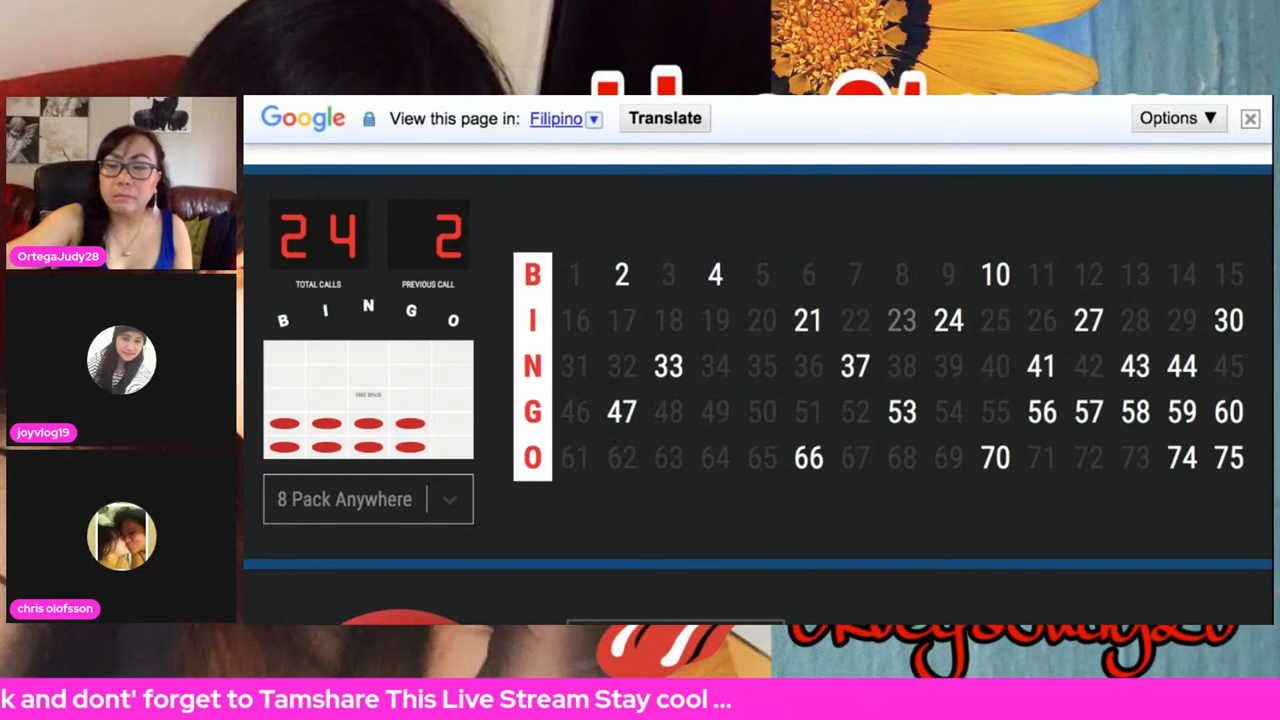 Google View this page in: Filipino Translate Options ▼
24 2
TOTAL CALLS PREVIOUS CALL
B I N G O
FREE SPACE
8 Pack Anywhere
B 1 2 3 4 5 6 7 8 9 10 11 12 13 14 15
I 16 17 18 19 20 21 22 23 24 25 26 27 28 29 30
N 31 32 33 34 35 36 37 38 39 40 41 42 43 44 45
G 46 47 48 49 50 51 52 53 54 55 56 57 58 59 60
O 61 62 63 64 65 66 67 68 69 70 71 72 73 74 75
OrtegaJudy28
joyvlog19
chris olofsson
k and dont' forget to Tamshare This Live Stream Stay cool ...